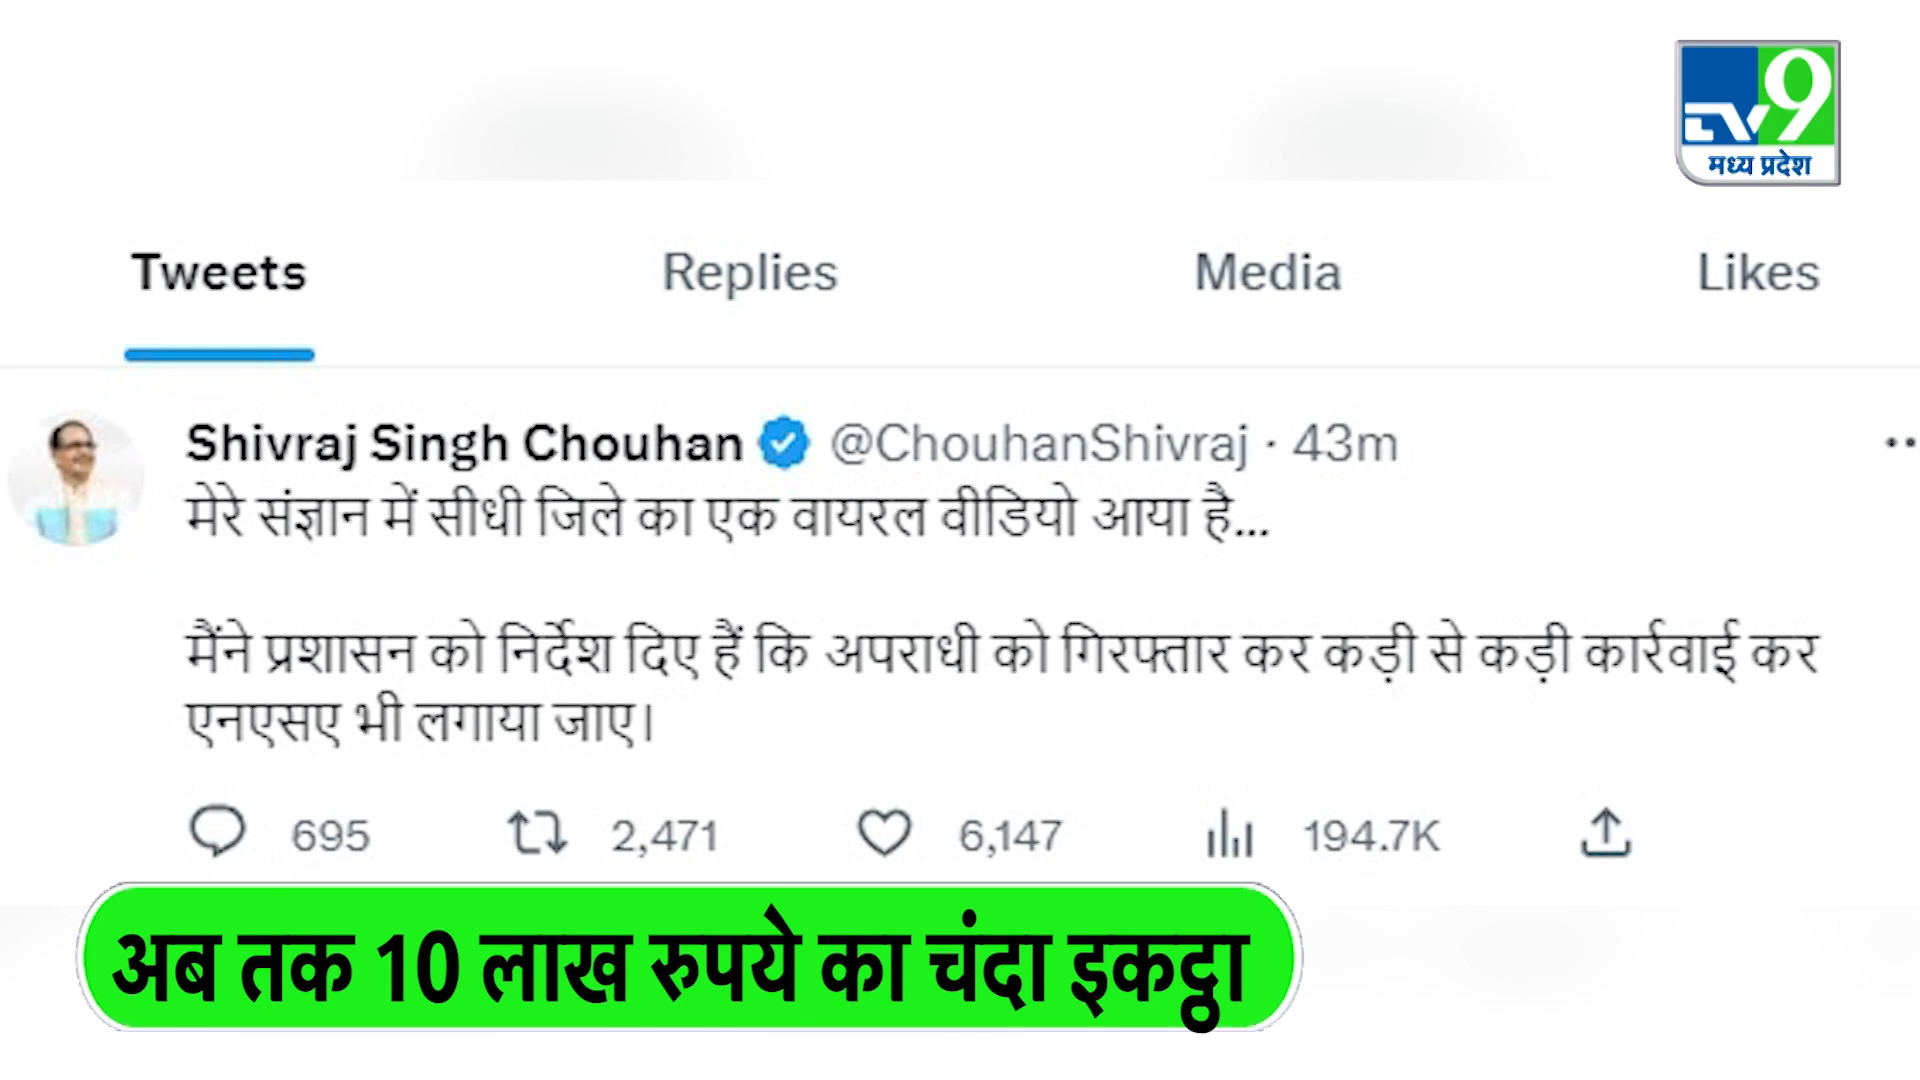 TV9
मध्य प्रदेश
Tweets Replies Media Likes
Shivraj Singh Chouhan @ChouhanShivraj · 43m
मेरे संज्ञान में सीधी जिले का एक वायरल वीडियो आया है...
मैंने प्रशासन को निर्देश दिए हैं कि अपराधी को गिरफ्तार कर कड़ी से कड़ी कार्रवाई कर
एनएसए भी लगाया जाए।
695 2,471 6,147 194.7K
अब तक 10 लाख रुपये का चंदा इकट्ठा